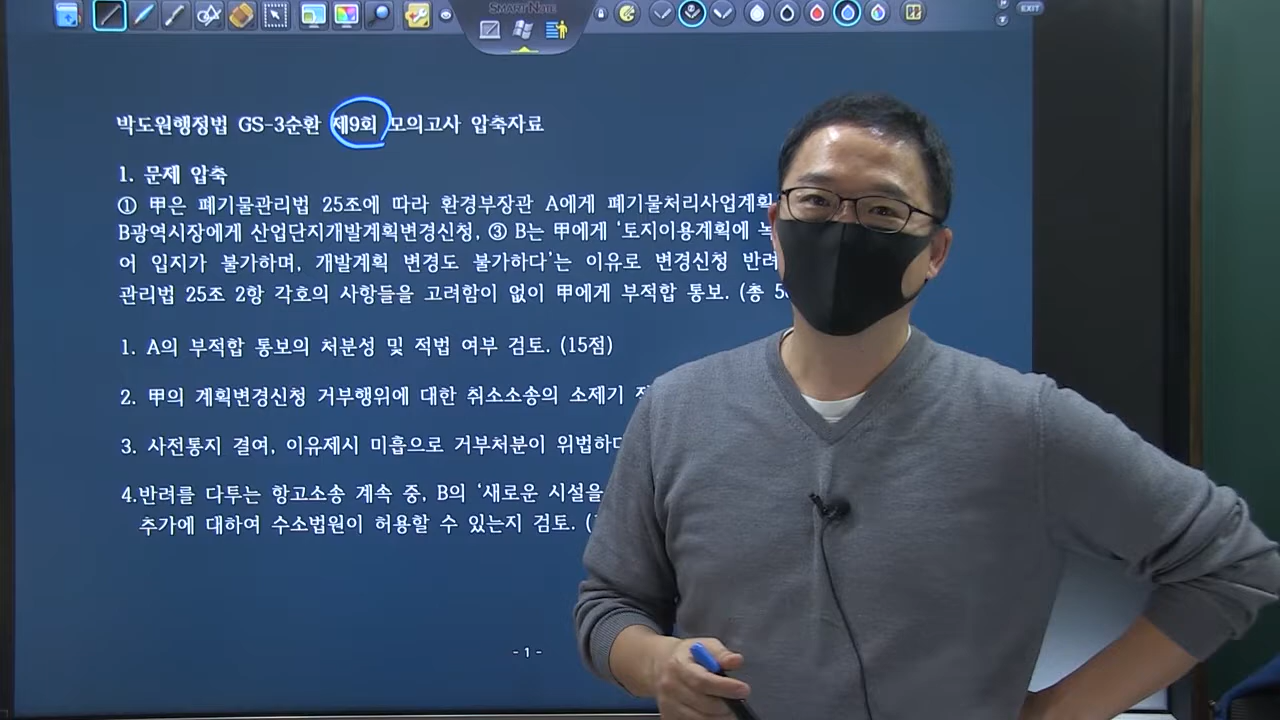 SMART NOTE
EXIT
박도원행정법 GS-3순환 제9회 모의고사 압축자료
1. 문제 압축
① 甲은 폐기물관리법 25조에 따라 환경부장관 A에게 폐기물처리사업계획
B광역시장에게 산업단지개발계획변경신청, ③ B는 甲에게 ‘토지이용계획에
어 입지가 불가하며, 개발계획 변경도 불가하다’는 이유로 변경신청 반려
관리법 25조 2항 각호의 사항들을 고려함이 없이 甲에게 부적합 통보. (총
1. A의 부적합 통보의 처분성 및 적법 여부 검토. (15점)
2. 甲의 계획변경신청 거부행위에 대한 취소소송의 소제기
3. 사전통지 결여, 이유제시 미흡으로 거부처분이 위법하다
4.반려를 다투는 항고소송 계속 중, B의 ‘새로운 시설을
추가에 대하여 수소법원이 허용할 수 있는지 검토. (
- 1 -